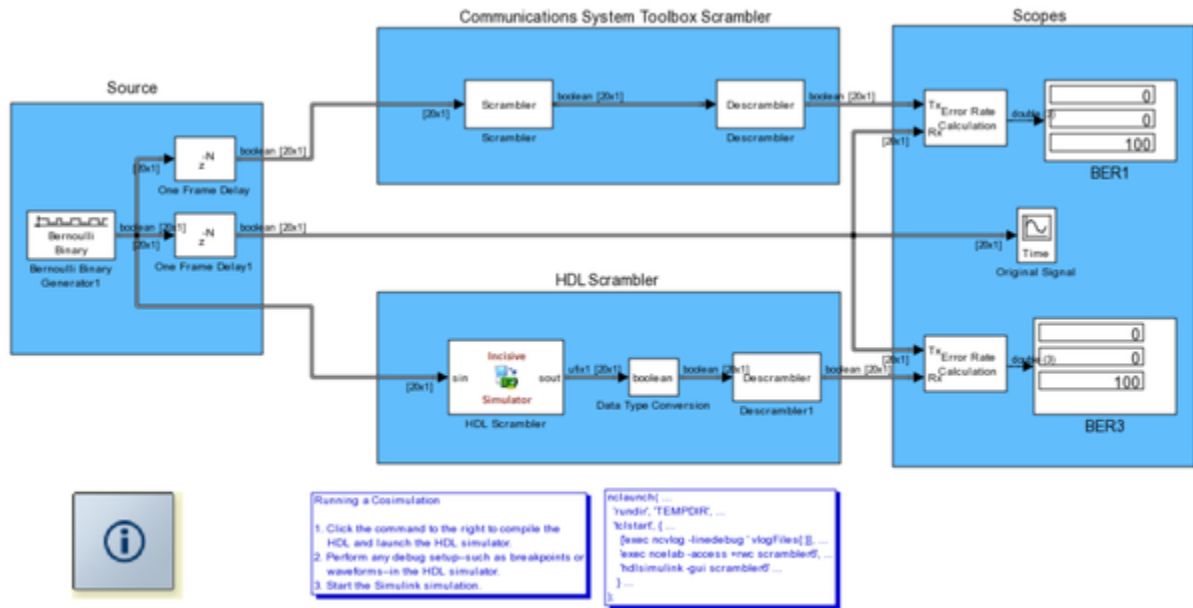 Communications System Toolbox Scrambler
Scopes
Source
boolean [20x1]
boolean [20x1]
Scrambler
Descrambler
[20x1]
Scrambler
Descrambler
Tx
Error Rate
Calculation
Rx
[20x1]
0
0
100
BER1
-N
z
boolean [20x1]
[20x1]
One Frame Delay
Bernoulli
Binary
boolean [20x1]
[20x1]
-N
z
boolean [20x1]
Bernoulli Binary
Generator1
One Frame Delay1
[20x1]
Time
Original Signal
HDL Scrambler
[20x1]
sin
Incisive
Simulator
sout
ufix1 [20x1]
boolean
boolean [20x1]
Descrambler
boolean [20x1]
HDL Scrambler
Data Type Conversion
Descrambler1
Tx
Error Rate
Calculation
Rx
[20x1]
double (3)
0
0
100
BER3
Running a Cosimulation
1. Click the command to the right to compile the
HDL and launch the HDL simulator.
2. Perform any debug setup--such as breakpoints or
waveforms--in the HDL simulator.
3. Start the Simulink simulation.
nclaunch( ...
'rundir', 'TEMPDIR', ...
'tclstart', { ...
['exec ncvlog -linedebug ' vlogFiles{:}], ...
'exec ncelab -access +rwc scrambler6', ...
'hdlsimulink -gui scrambler6' ...
} ...
);